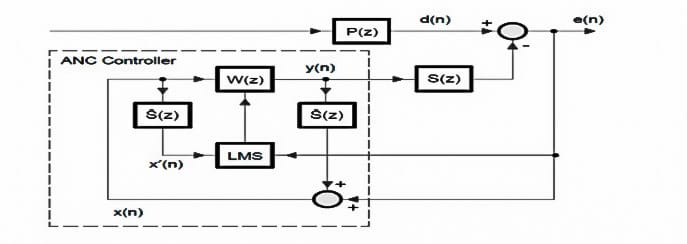 P(z) d(n) + e(n)
-
ANC Controller
W(z) y(n) S(z)
Ŝ(z) Ŝ(z)
x'(n) LMS
+
+
x(n)